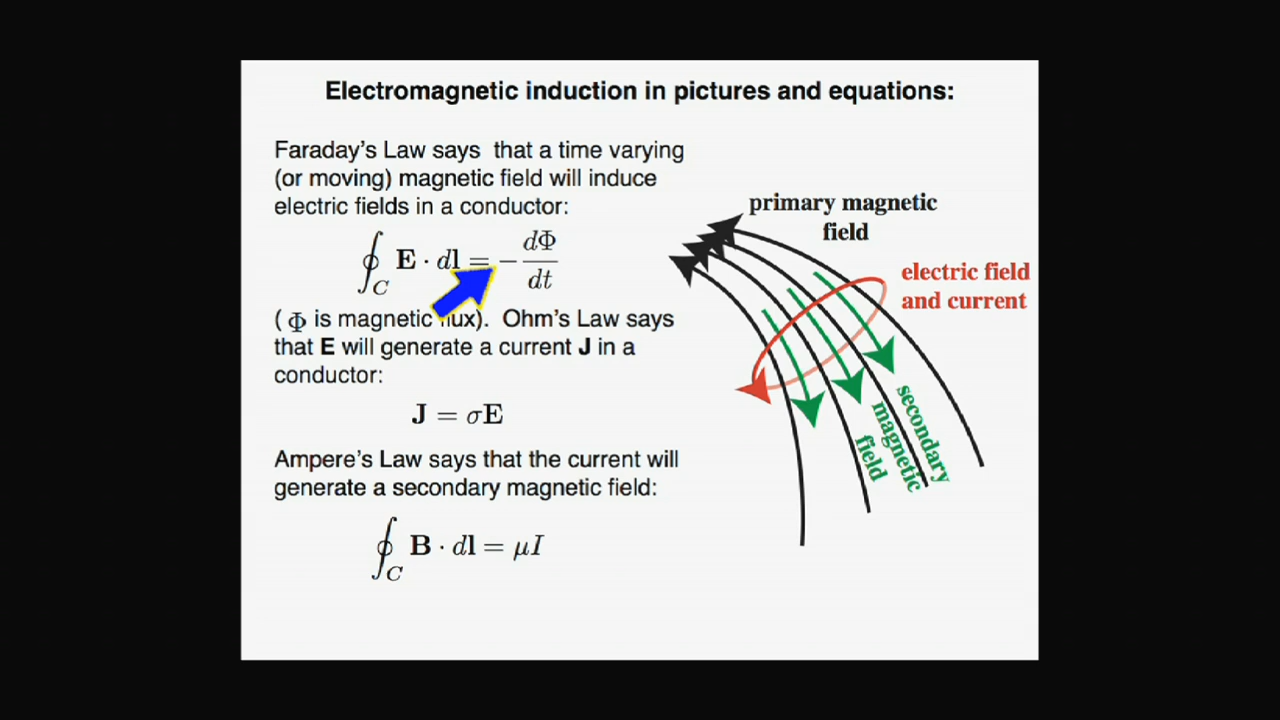 Electromagnetic induction in pictures and equations:
Faraday's Law says that a time varying
(or moving) magnetic field will induce
electric fields in a conductor:
∮_C E · dl = − dΦ/dt
( Φ is magnetic flux). Ohm's Law says
that E will generate a current J in a
conductor:
J = σE
Ampere's Law says that the current will
generate a secondary magnetic field:
∮_C B · dl = μI
primary magnetic
field
electric field
and current
secondary
magnetic
field